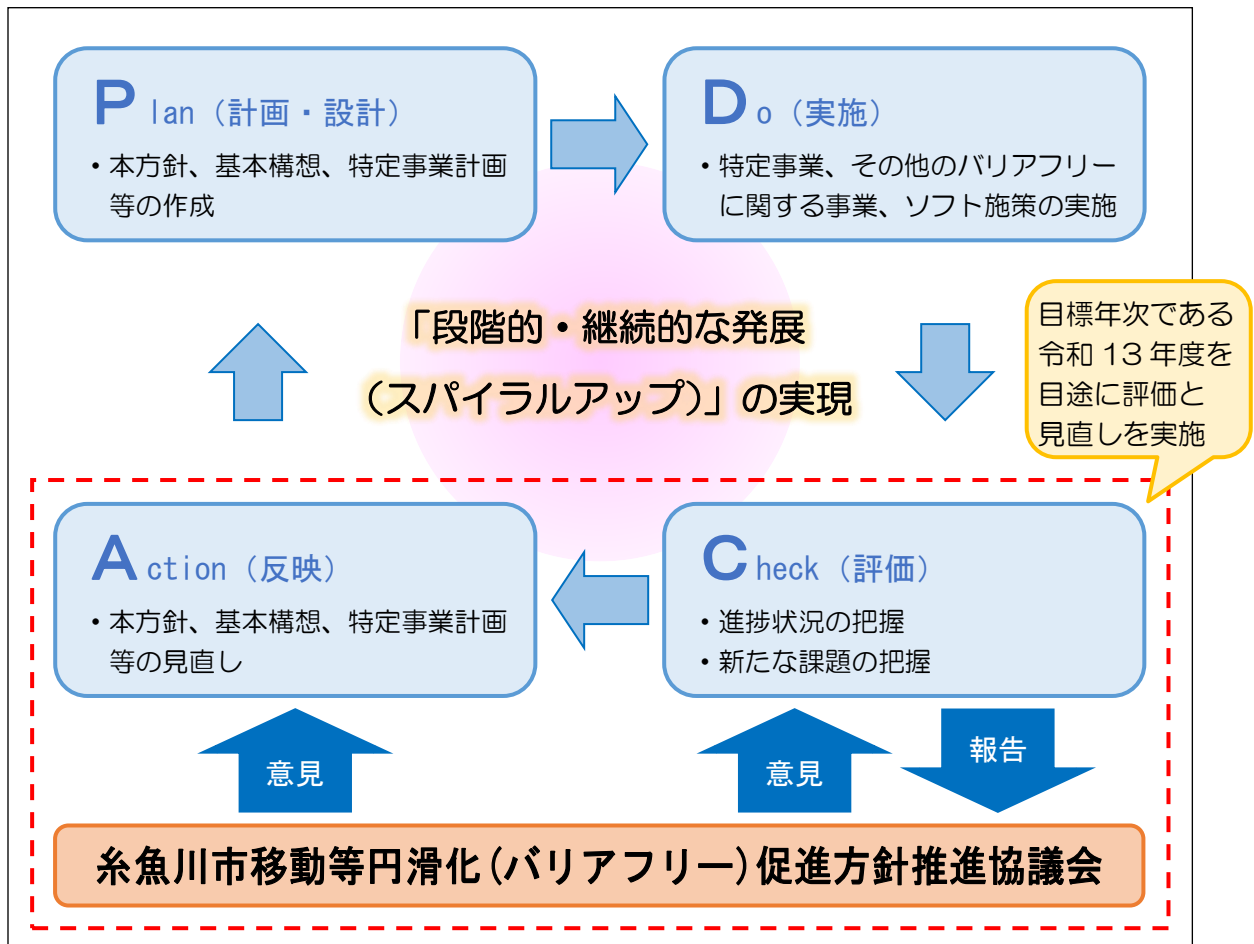 Plan（計画・設計）
・本方針、基本構想、特定事業計画
等の作成
Do（実施）
・特定事業、その他のバリアフリー
に関する事業、ソフト施策の実施
「段階的・継続的な発展
（スパイラルアップ）」の実現
目標年次である
令和 13 年度を
目途に評価と
見直しを実施
Action（反映）
・本方針、基本構想、特定事業計画
等の見直し
Check（評価）
・進捗状況の把握
・新たな課題の把握
意見
意見
報告
糸魚川市移動等円滑化(バリアフリー)促進方針推進協議会